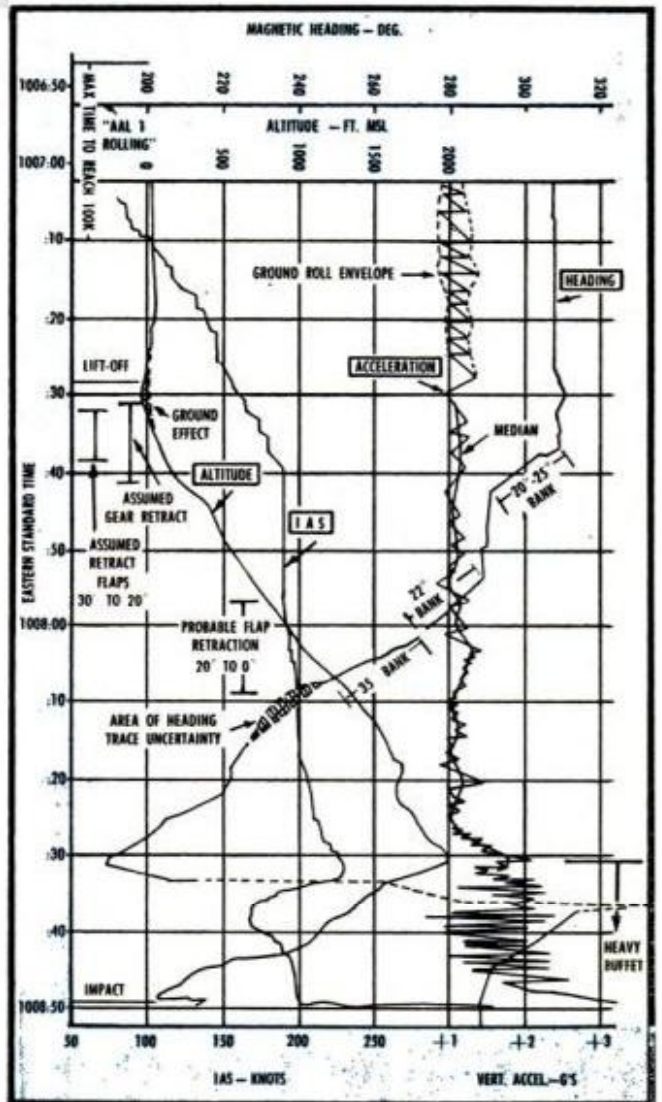 MAGNETIC HEADING — DEG.
200
220
240
260
280
300
320
ALTITUDE — FT. MSL
0
500
1000
1500
2000
EASTERN STANDARD TIME
1006:50
1007:00
:10
:20
:30
:40
:50
1008:00
:10
:20
:30
:40
1008:50
MAX TIME TO REACH 100K
"AAL 1
ROLLING"
GROUND ROLL ENVELOPE
HEADING
LIFT-OFF
ACCELERATION
GROUND
EFFECT
MEDIAN
ALTITUDE
ASSUMED
GEAR RETRACT
20°-25°
BANK
IAS
ASSUMED
RETRACT
FLAPS
30° TO 20°
22°
BANK
PROBABLE FLAP
RETRACTION
20° TO 0°
35°
BANK
AREA OF HEADING
TRACE UNCERTAINTY
HEAVY
BUFFET
IMPACT
50
100
150
200
250
+1
+2
+3
IAS — KNOTS
VERT. ACCEL.—G'S